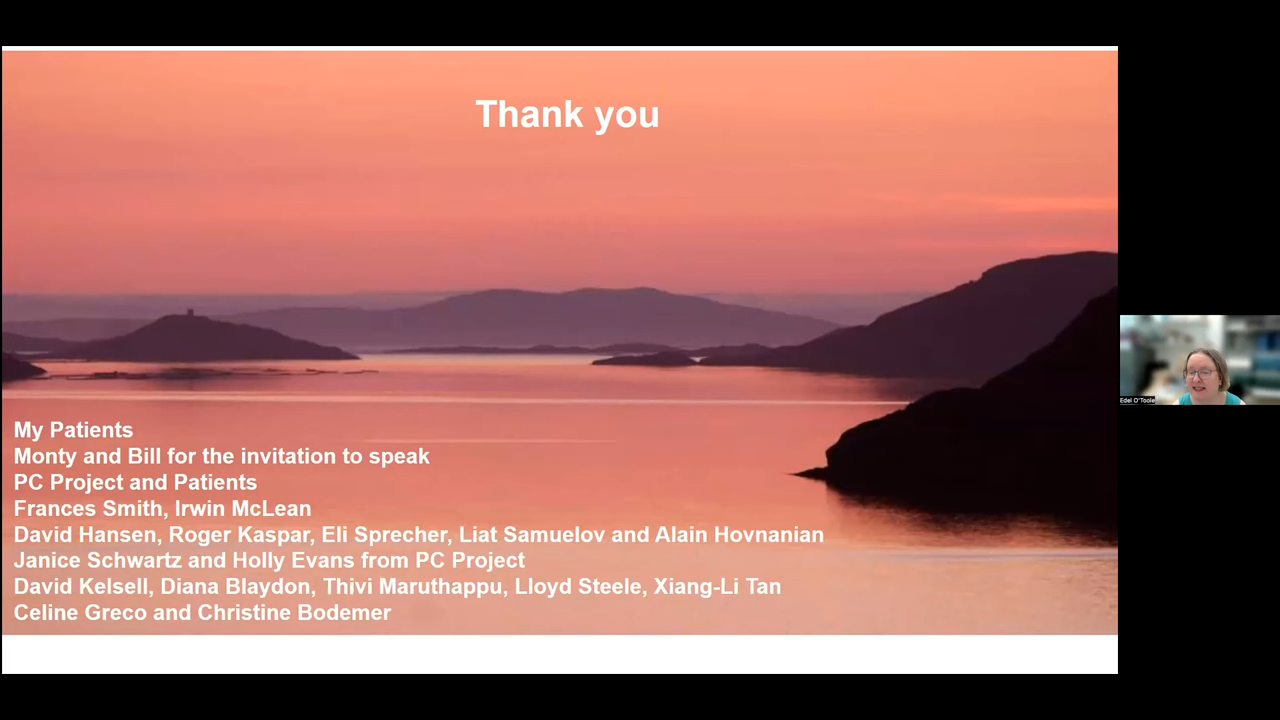 Thank you
My Patients
Monty and Bill for the invitation to speak
PC Project and Patients
Frances Smith, Irwin McLean
David Hansen, Roger Kaspar, Eli Sprecher, Liat Samuelov and Alain Hovnanian
Janice Schwartz and Holly Evans from PC Project
David Kelsell, Diana Blaydon, Thivi Maruthappu, Lloyd Steele, Xiang-Li Tan
Celine Greco and Christine Bodemer
Edel O'Toole